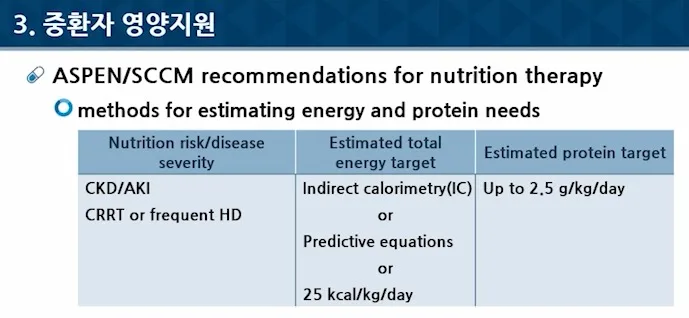 3. 중환자 영양지원
ASPEN/SCCM recommendations for nutrition therapy
methods for estimating energy and protein needs
Nutrition risk/disease severity
Estimated total energy target
Estimated protein target
CKD/AKI
CRRT or frequent HD
Indirect calorimetry(IC)
or
Predictive equations
or
25 kcal/kg/day
Up to 2.5 g/kg/day